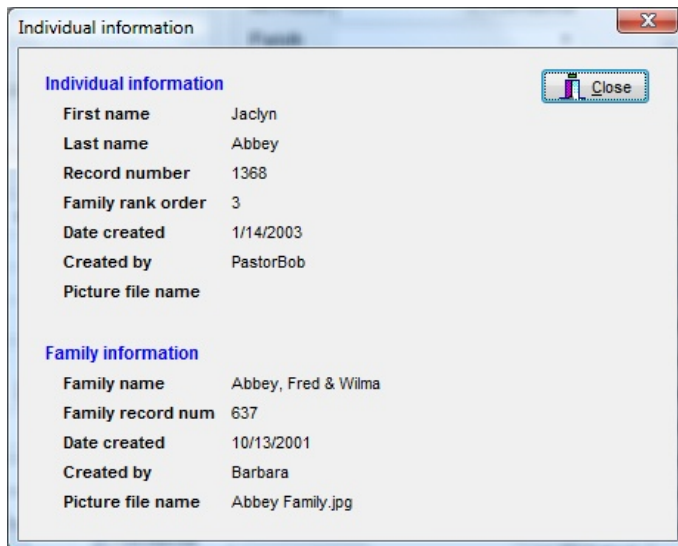 Individual information
Individual information
Close
First name Jaclyn
Last name Abbey
Record number 1368
Family rank order 3
Date created 1/14/2003
Created by PastorBob
Picture file name
Family information
Family name Abbey, Fred & Wilma
Family record num 637
Date created 10/13/2001
Created by Barbara
Picture file name Abbey Family.jpg